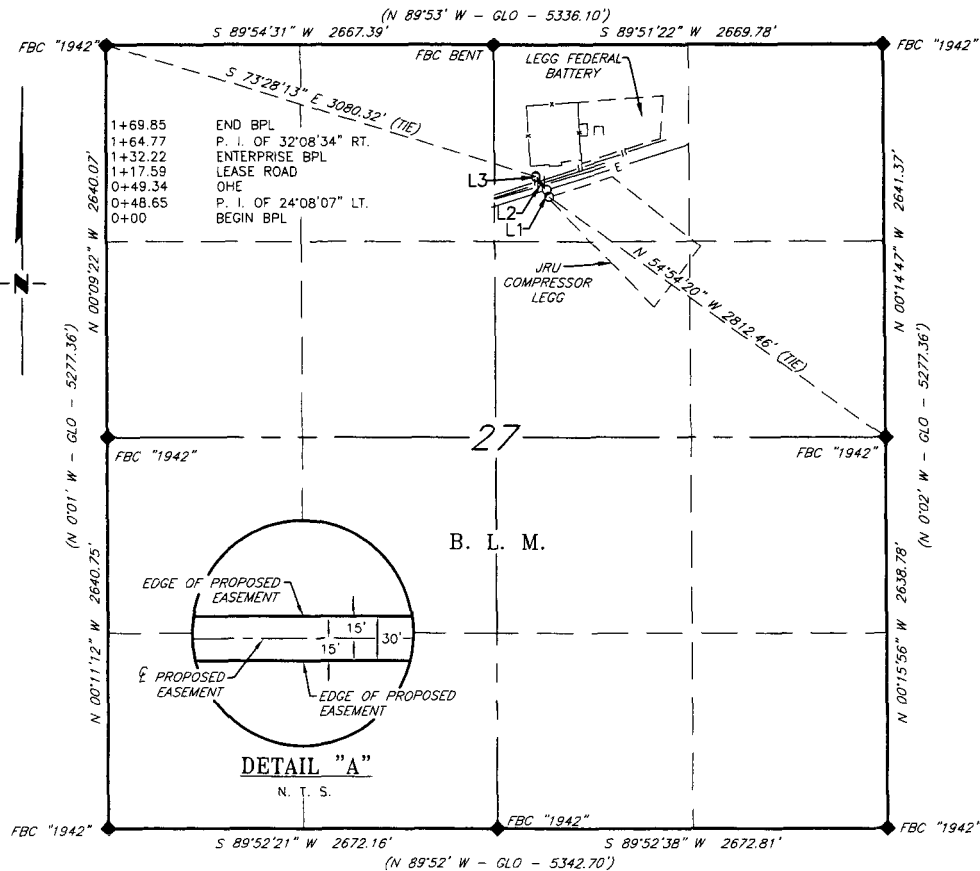 (N 89°53' W - GLO - 5336.10')
S 89°54'31" W 2667.39'
S 89°51'22" W 2669.78'
FBC "1942"
FBC BENT
FBC "1942"
LEGG FEDERAL
BATTERY
S 73°28'13" E 3080.32' (TIE)
1+69.85 END BPL
1+64.77 P. I. OF 32°08'34" RT.
1+32.22 ENTERPRISE BPL
1+17.59 LEASE ROAD
0+49.34 OHE
0+48.65 P. I. OF 24°08'07" LT.
0+00 BEGIN BPL
L3
L2
L1
E
N 00°09'22" W 2640.07'
N 00°14'47" W 2641.37'
N
JRU
COMPRESSOR
LEGG
N 54°54'20" W 2812.46' (TIE)
(N 0°01' W - GLO - 5277.36')
(N 0°02' W - GLO - 5277.36')
27
FBC "1942"
FBC "1942"
B. L. M.
N 00°11'12" W 2640.75'
N 00°15'56" W 2638.78'
EDGE OF PROPOSED
EASEMENT
15'
30'
15'
℄ PROPOSED
EASEMENT
EDGE OF PROPOSED
EASEMENT
DETAIL "A"
N. T. S.
FBC "1942"
FBC "1942"
FBC "1942"
S 89°52'21" W 2672.16'
S 89°52'38" W 2672.81'
(N 89°52' W - GLO - 5342.70')